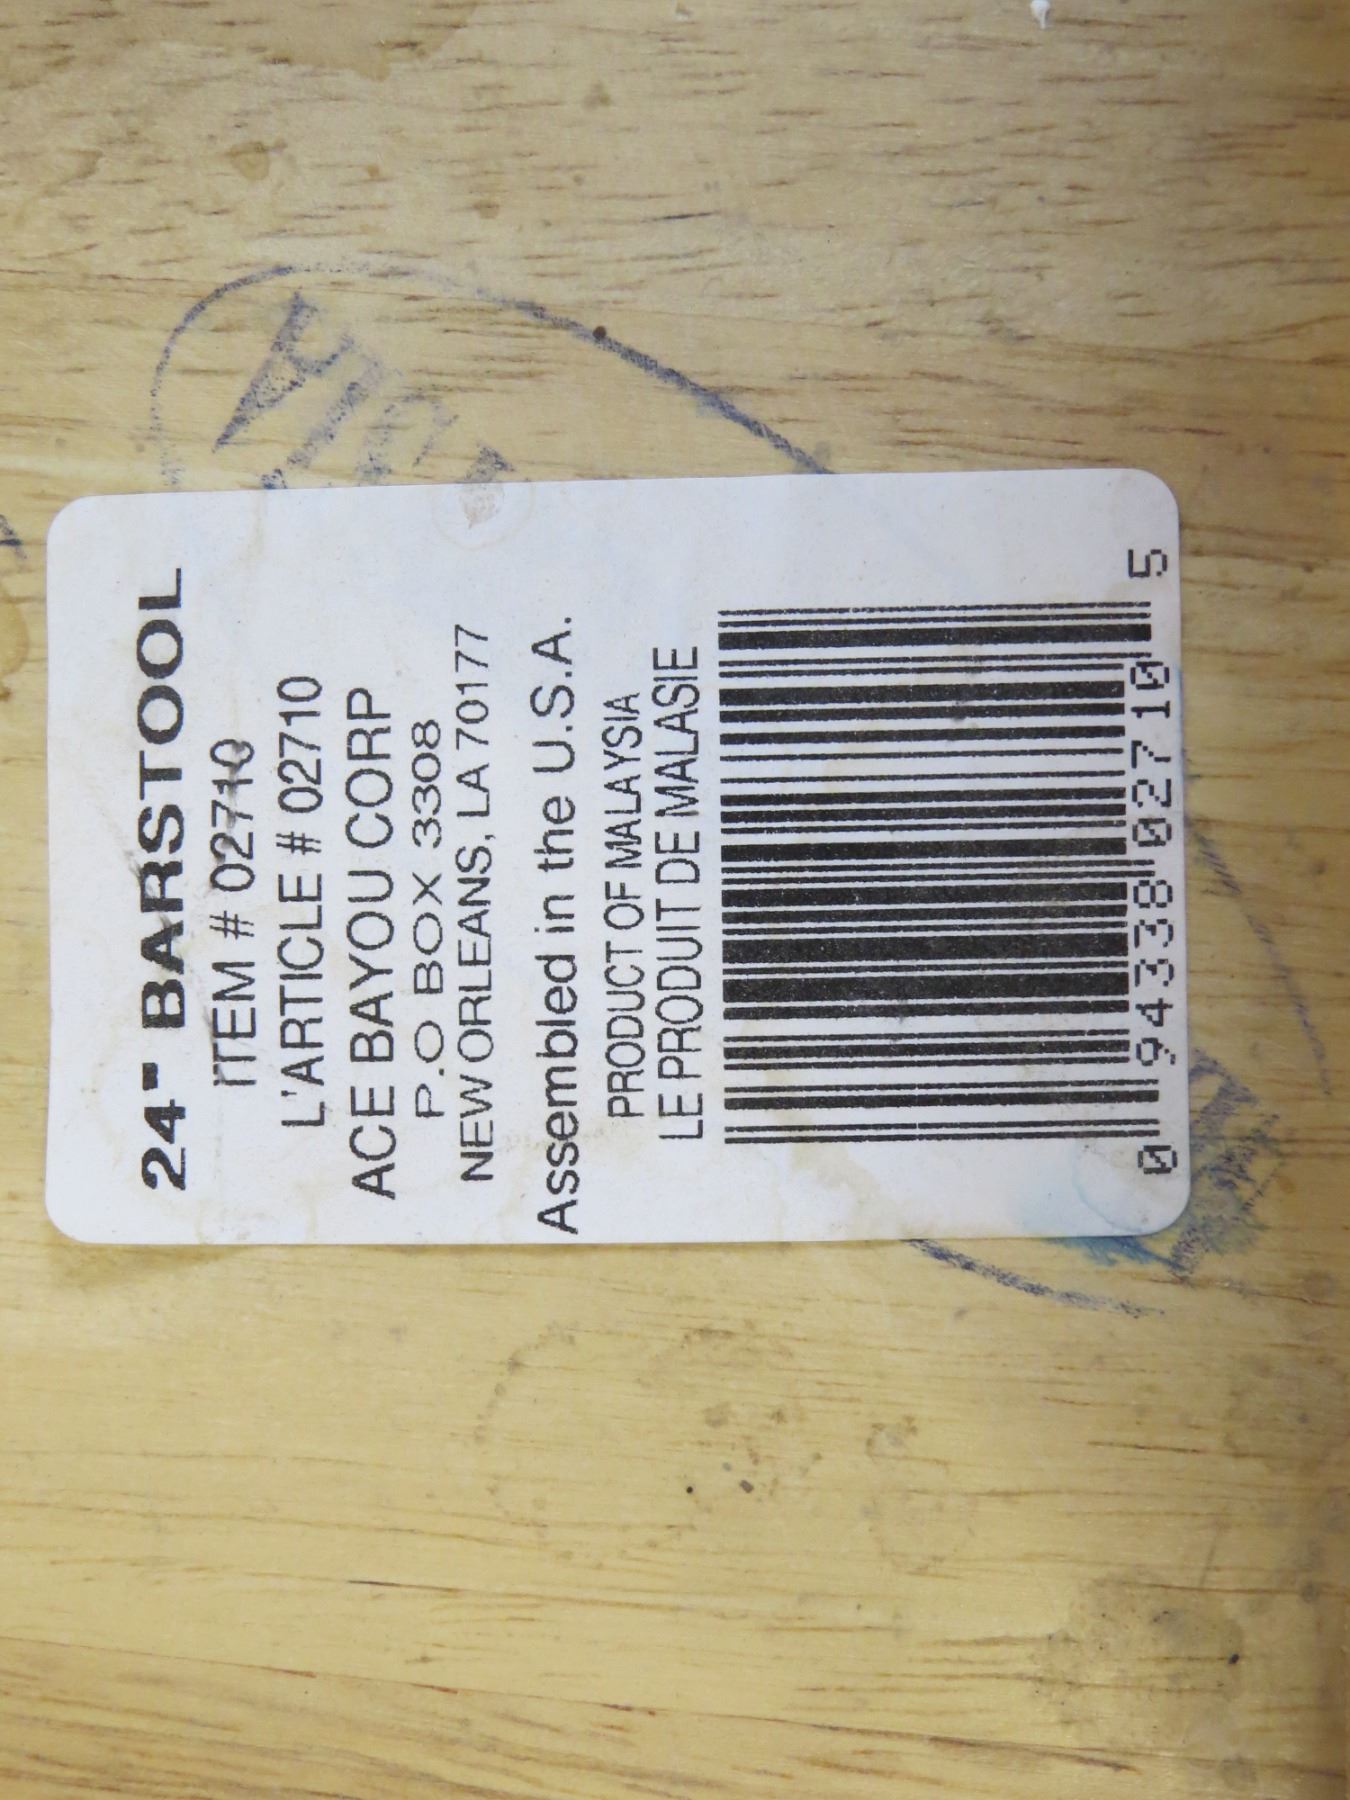 24" BARSTOOL
ITEM # 02710
L'ARTICLE # 02710
ACE BAYOU CORP
P.O BOX 3308
NEW ORLEANS, LA 70177
Assembled in the U.S.A.
PRODUCT OF MALAYSIA
LE PRODUIT DE MALASIE
0 94338 02710 5